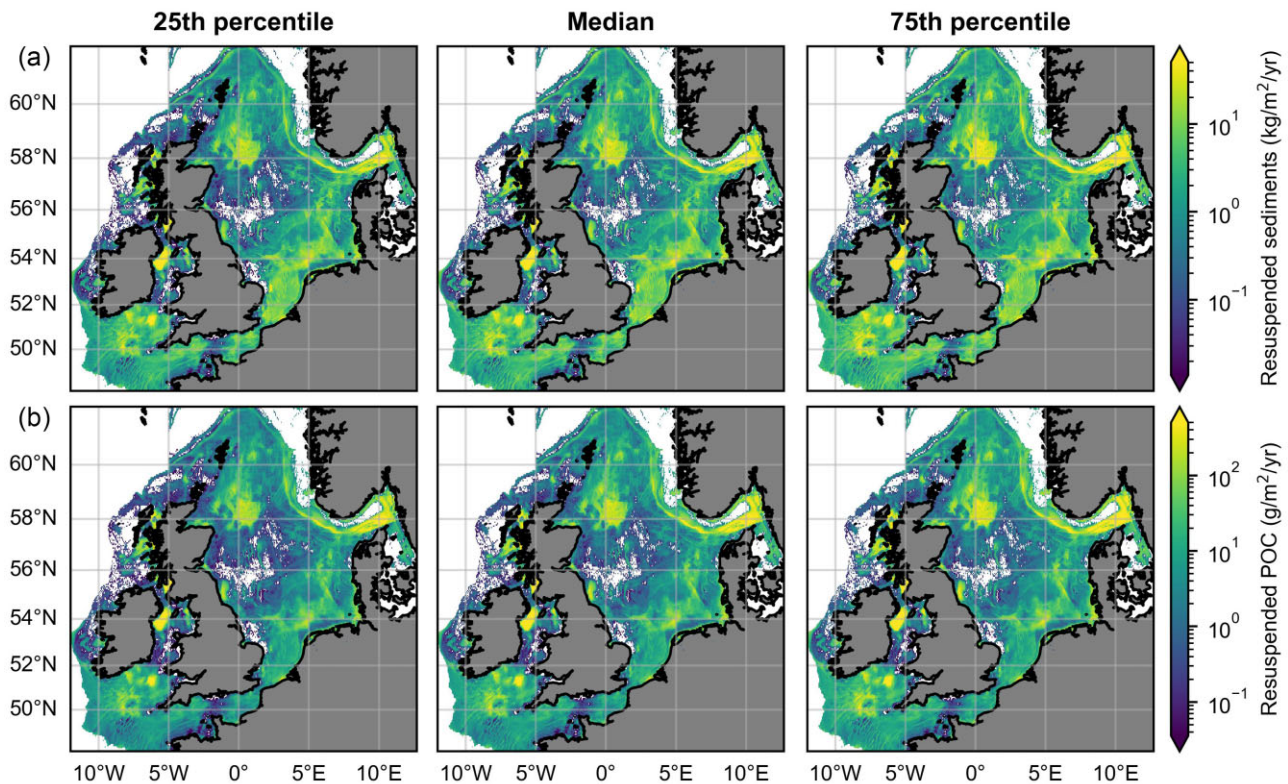 25th percentile Median 75th percentile
(a)
60°N
58°N
56°N
54°N
52°N
50°N
10¹
10⁰
10⁻¹
Resuspended sediments (kg/m²/yr)
(b)
60°N
58°N
56°N
54°N
52°N
50°N
10²
10¹
10⁰
10⁻¹
Resuspended POC (g/m²/yr)
10°W 5°W 0° 5°E 10°E 10°W 5°W 0° 5°E 10°E 10°W 5°W 0° 5°E 10°E